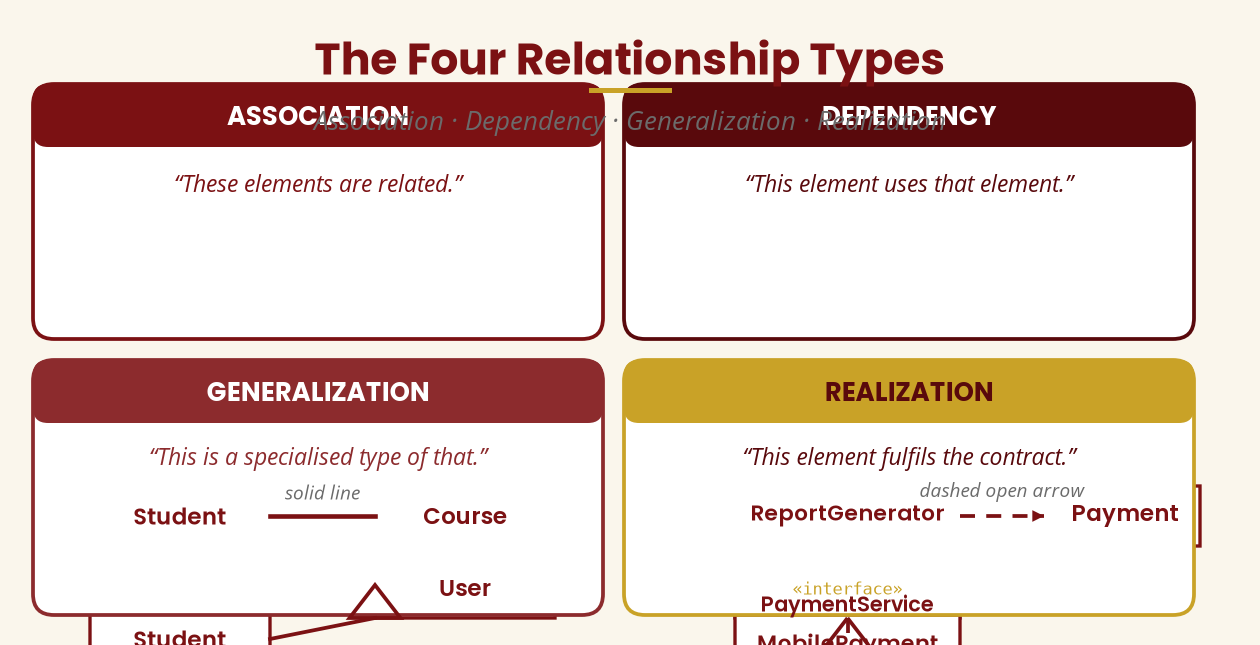 The Four Relationship Types
Association · Dependency · Generalization · Realization
ASSOCIATION
“These elements are related.”
DEPENDENCY
“This element uses that element.”
GENERALIZATION
“This is a specialised type of that.”
solid line
Student
Course
User
Student
REALIZATION
“This element fulfils the contract.”
dashed open arrow
ReportGenerator
Payment
«interface»
PaymentService
MobilePayment